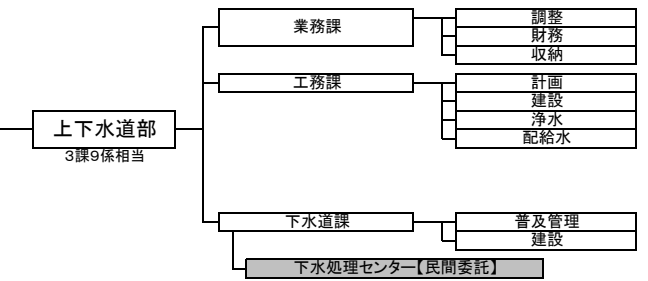 上下水道部
3課9係相当
業務課
調整
財務
収納
工務課
計画
建設
浄水
配給水
下水道課
普及管理
建設
下水処理センター【民間委託】